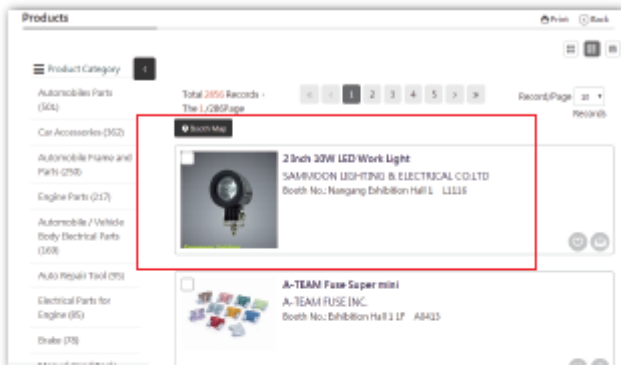 Products
Print Back
Product Category
Automobiles Parts
(501)
Car Accessories (362)
Automobile Frame and
Parts (250)
Engine Parts (217)
Automobile / Vehicle
Body Electrical Parts
(160)
Auto Repair Tool (95)
Electrical Parts for
Engine (85)
Brake (78)
Total 2856 Records
The 1/286Page
« < 1 2 3 4 5 > »
Record/Page 10
Records
Booth Map
2 Inch 10W LED Work Light
SAMMOON LIGHTING & ELECTRICAL CO.LTD
Booth No.: Nangang Exhibition Hall 1 L1116
A-TEAM Fuse Super mini
A-TEAM FUSE INC.
Booth No.: Exhibition Hall 1 1F A0413